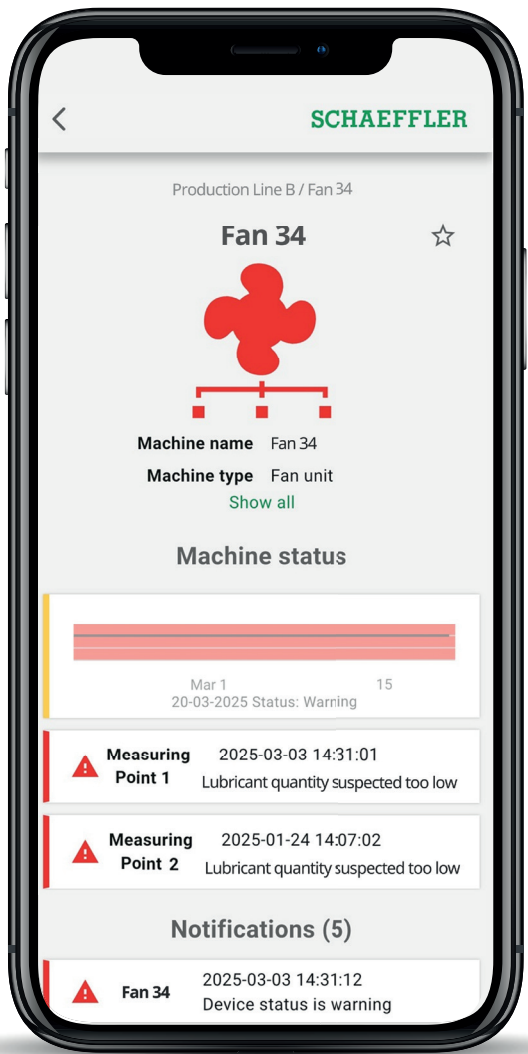 SCHAEFFLER
Production Line B / Fan 34
Fan 34
Machine name Fan 34
Machine type Fan unit
Show all
Machine status
Mar 1 15
20-03-2025 Status: Warning
Measuring Point 1
2025-03-03 14:31:01
Lubricant quantity suspected too low
Measuring Point 2
2025-01-24 14:07:02
Lubricant quantity suspected too low
Notifications (5)
Fan 34
2025-03-03 14:31:12
Device status is warning